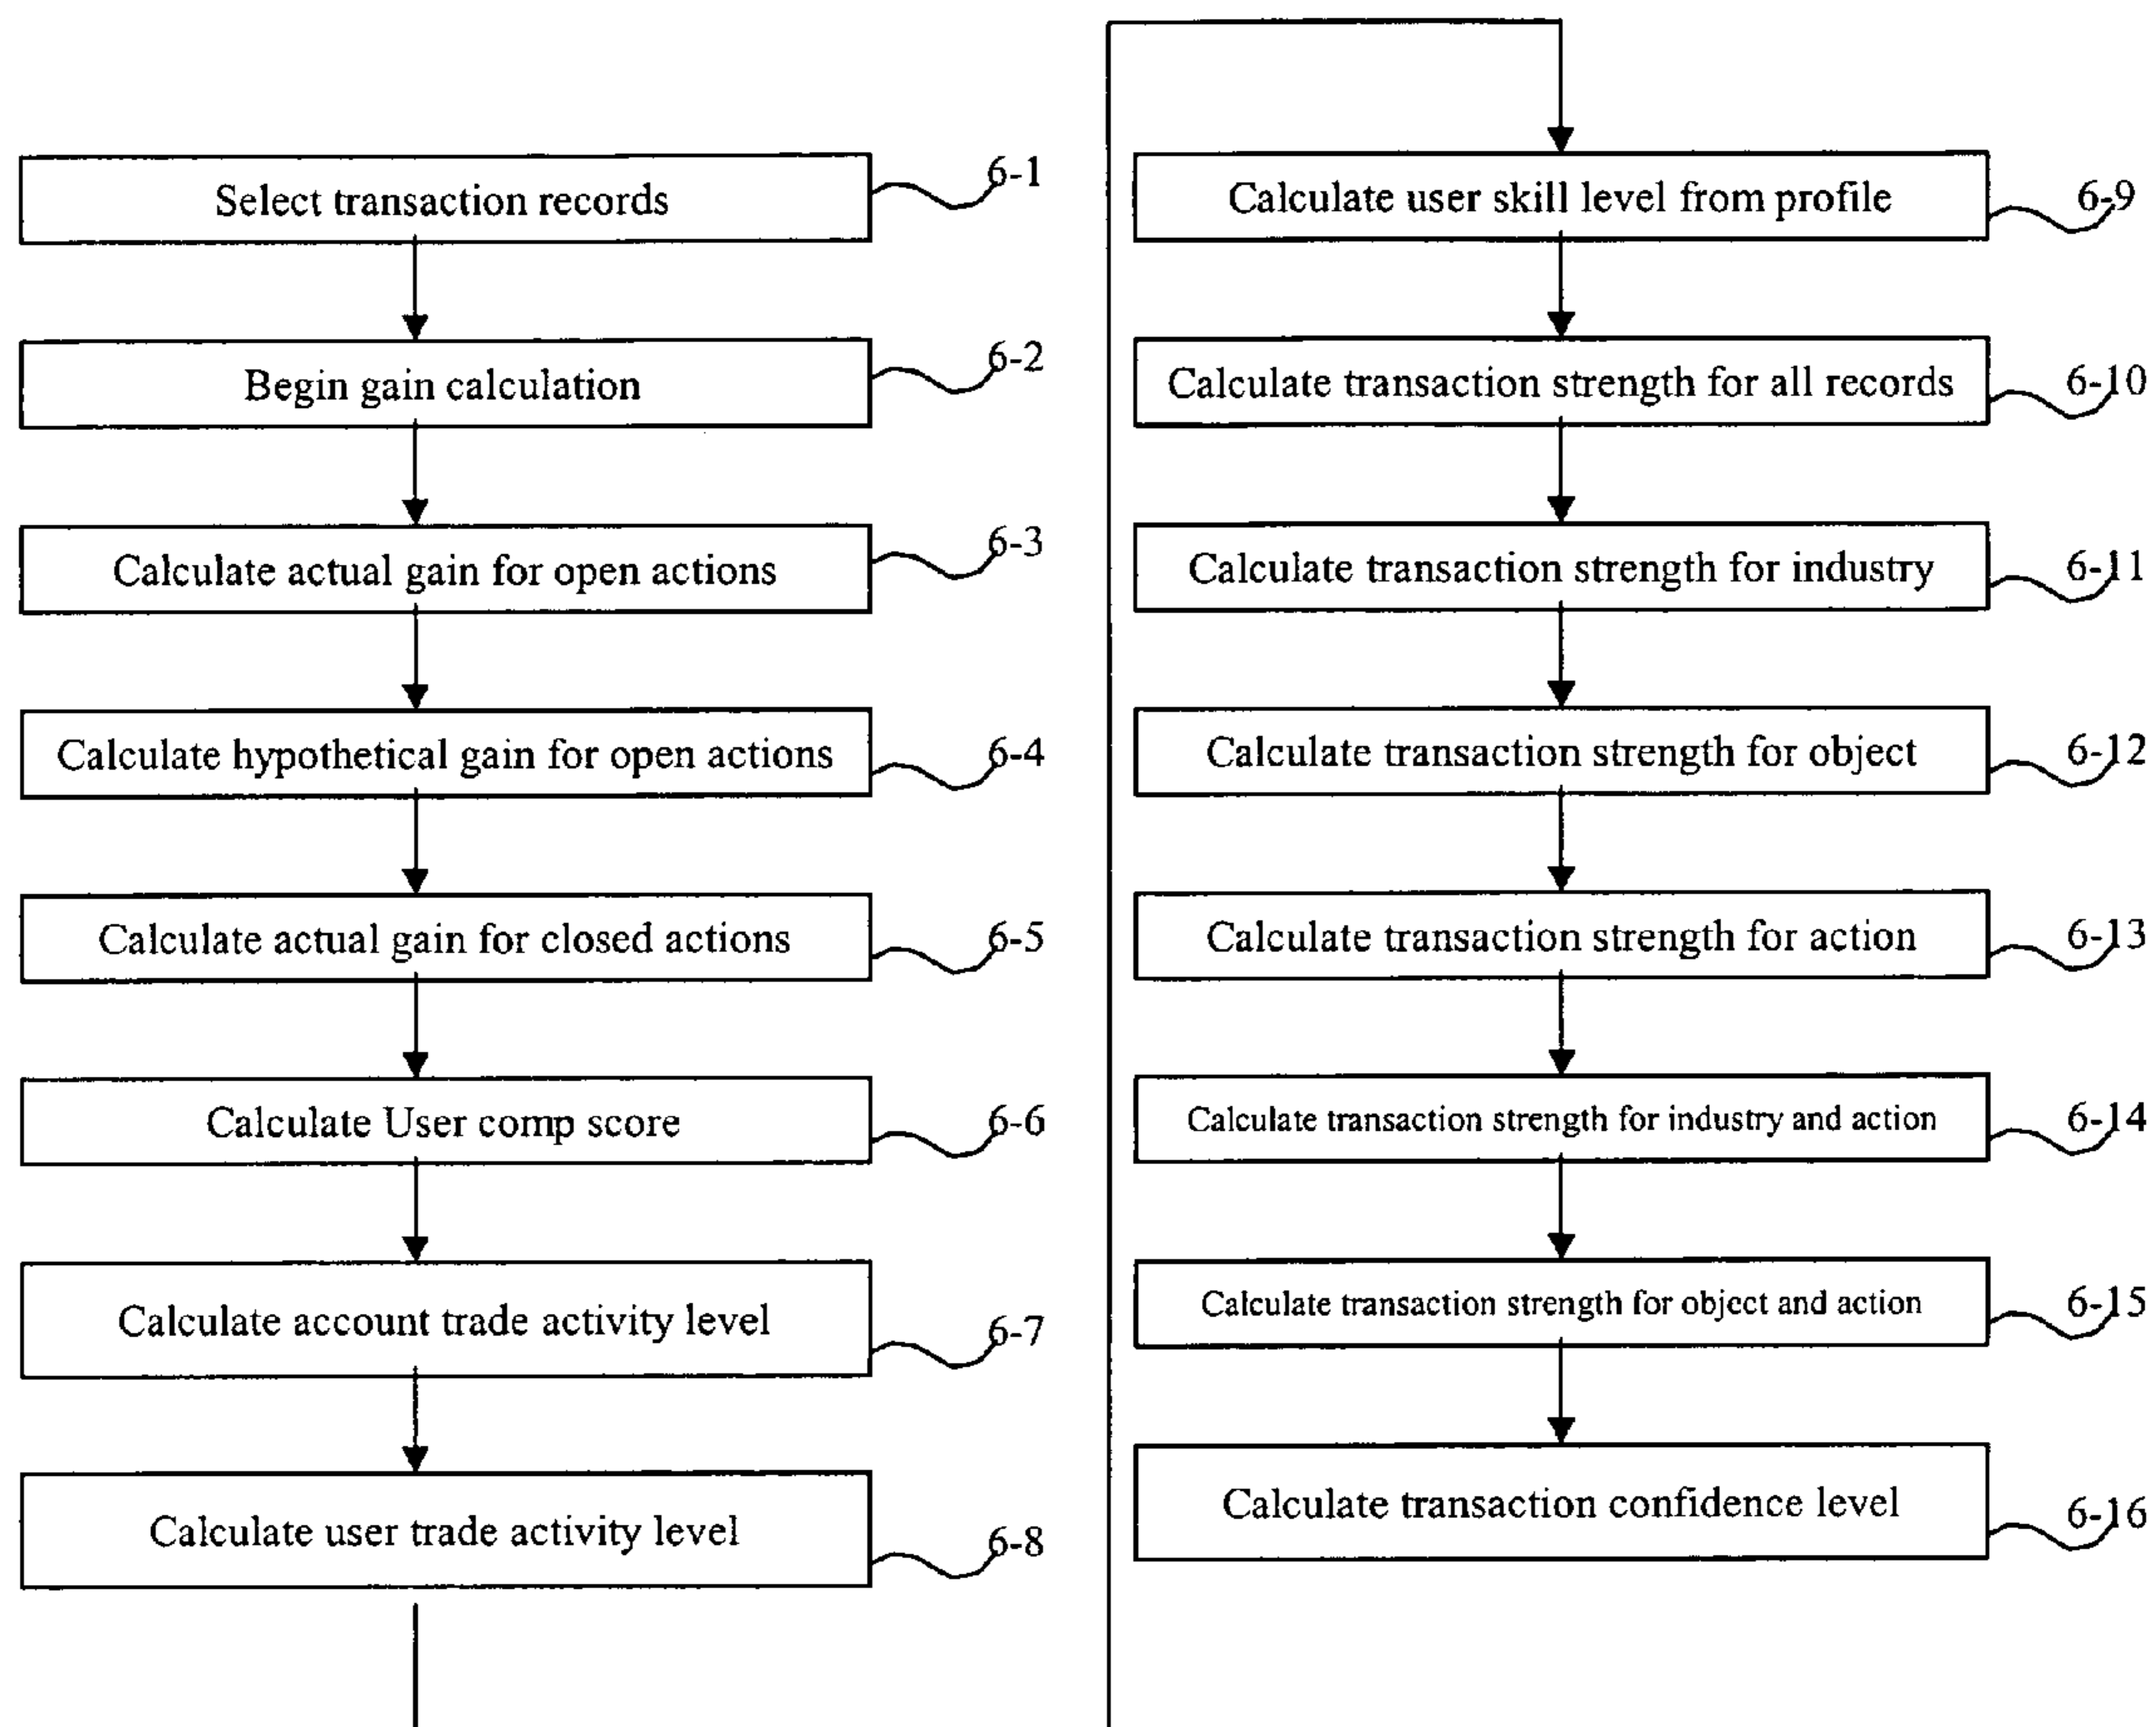 Select transaction records
6-1
Begin gain calculation
6-2
Calculate actual gain for open actions
6-3
Calculate hypothetical gain for open actions
6-4
Calculate actual gain for closed actions
6-5
Calculate User comp score
6-6
Calculate account trade activity level
6-7
Calculate user trade activity level
6-8
Calculate user skill level from profile
6-9
Calculate transaction strength for all records
6-10
Calculate transaction strength for industry
6-11
Calculate transaction strength for object
6-12
Calculate transaction strength for action
6-13
Calculate transaction strength for industry and action
6-14
Calculate transaction strength for object and action
6-15
Calculate transaction confidence level
6-16